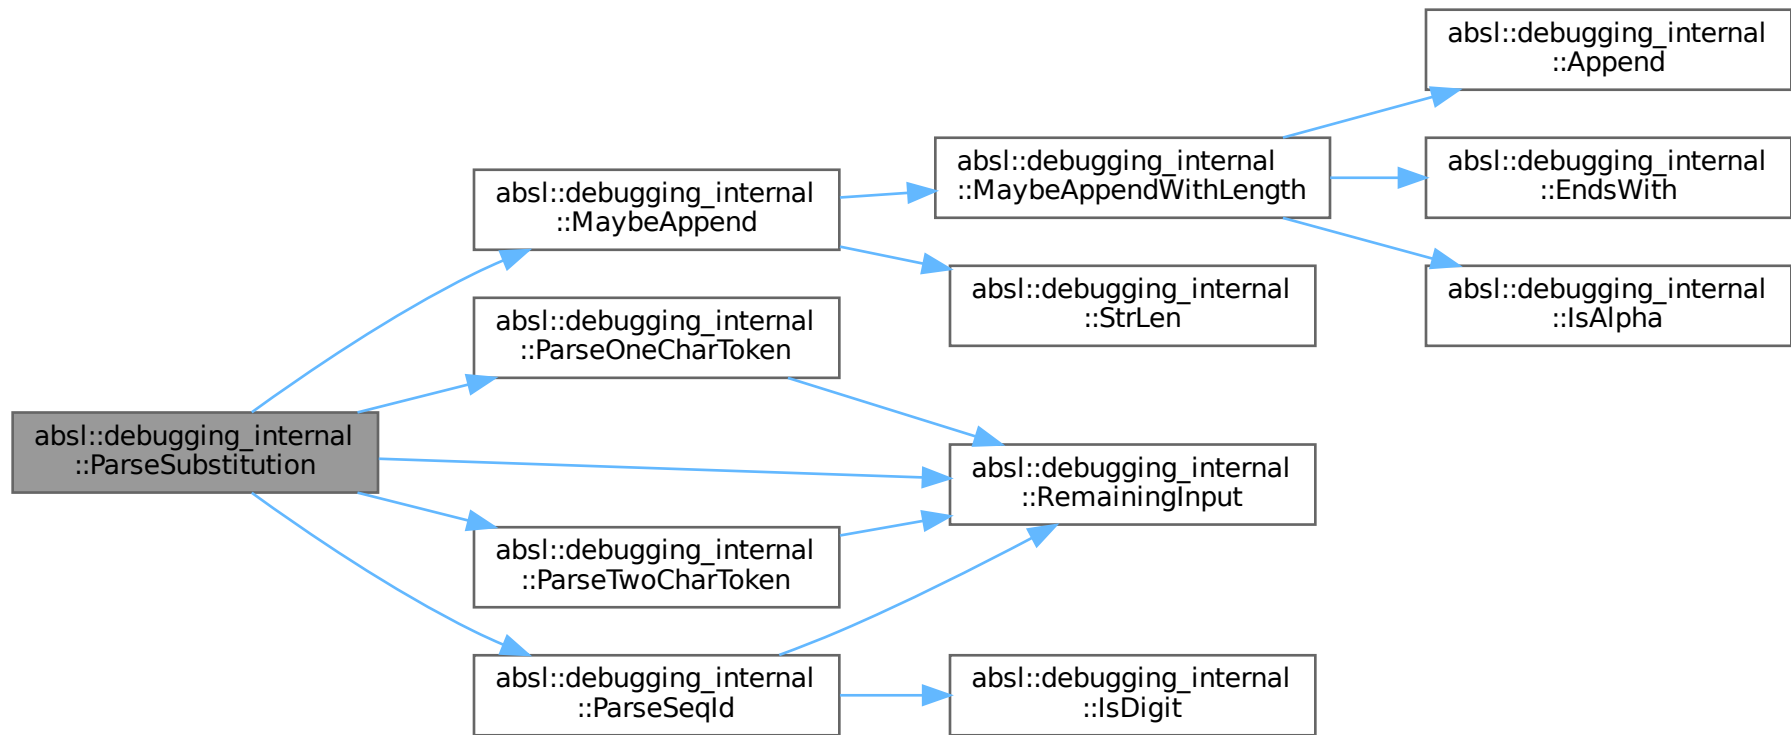 absl::debugging_internal
::ParseSubstitution
absl::debugging_internal
::MaybeAppend
absl::debugging_internal
::ParseOneCharToken
absl::debugging_internal
::ParseTwoCharToken
absl::debugging_internal
::ParseSeqId
absl::debugging_internal
::MaybeAppendWithLength
absl::debugging_internal
::StrLen
absl::debugging_internal
::RemainingInput
absl::debugging_internal
::IsDigit
absl::debugging_internal
::Append
absl::debugging_internal
::EndsWith
absl::debugging_internal
::IsAlpha